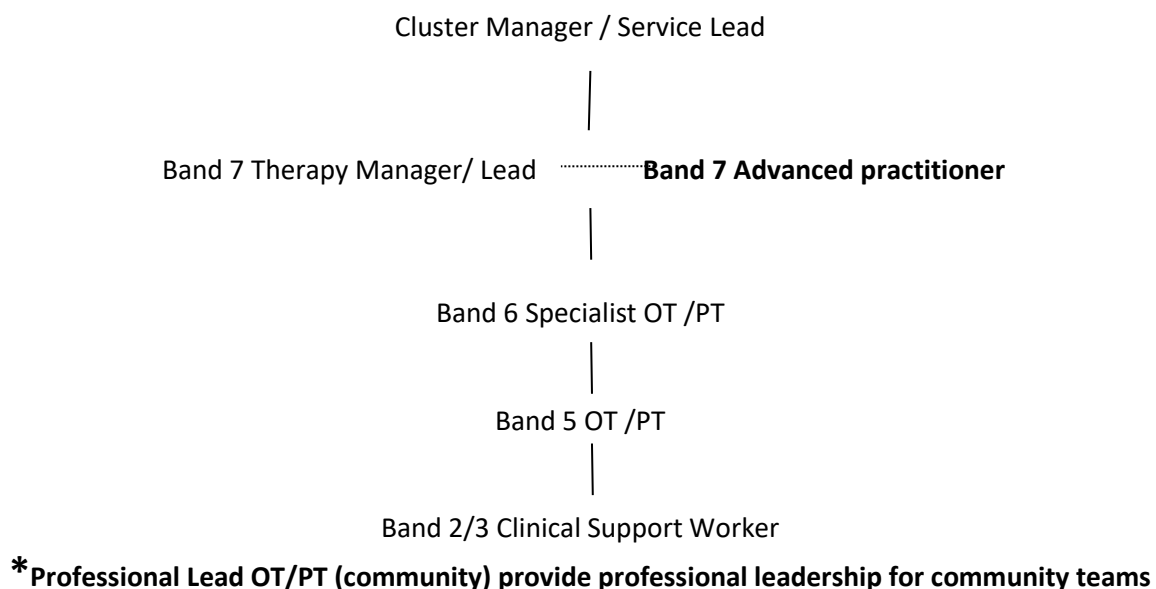 Cluster Manager / Service Lead
Band 7 Therapy Manager/ Lead Band 7 Advanced practitioner
Band 6 Specialist OT /PT
Band 5 OT /PT
Band 2/3 Clinical Support Worker
*Professional Lead OT/PT (community) provide professional leadership for community teams